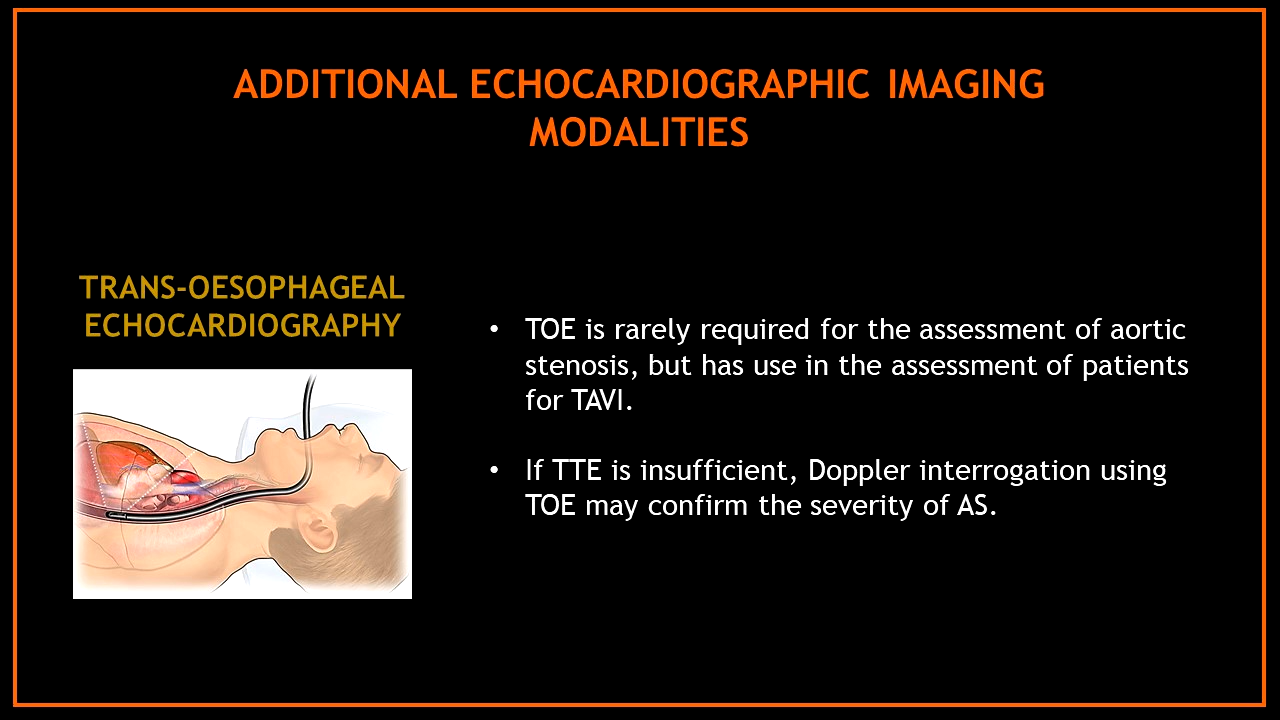 ADDITIONAL ECHOCARDIOGRAPHIC IMAGING
MODALITIES
TRANS-OESOPHAGEAL
ECHOCARDIOGRAPHY
• TOE is rarely required for the assessment of aortic
stenosis, but has use in the assessment of patients
for TAVI.
• If TTE is insufficient, Doppler interrogation using
TOE may confirm the severity of AS.